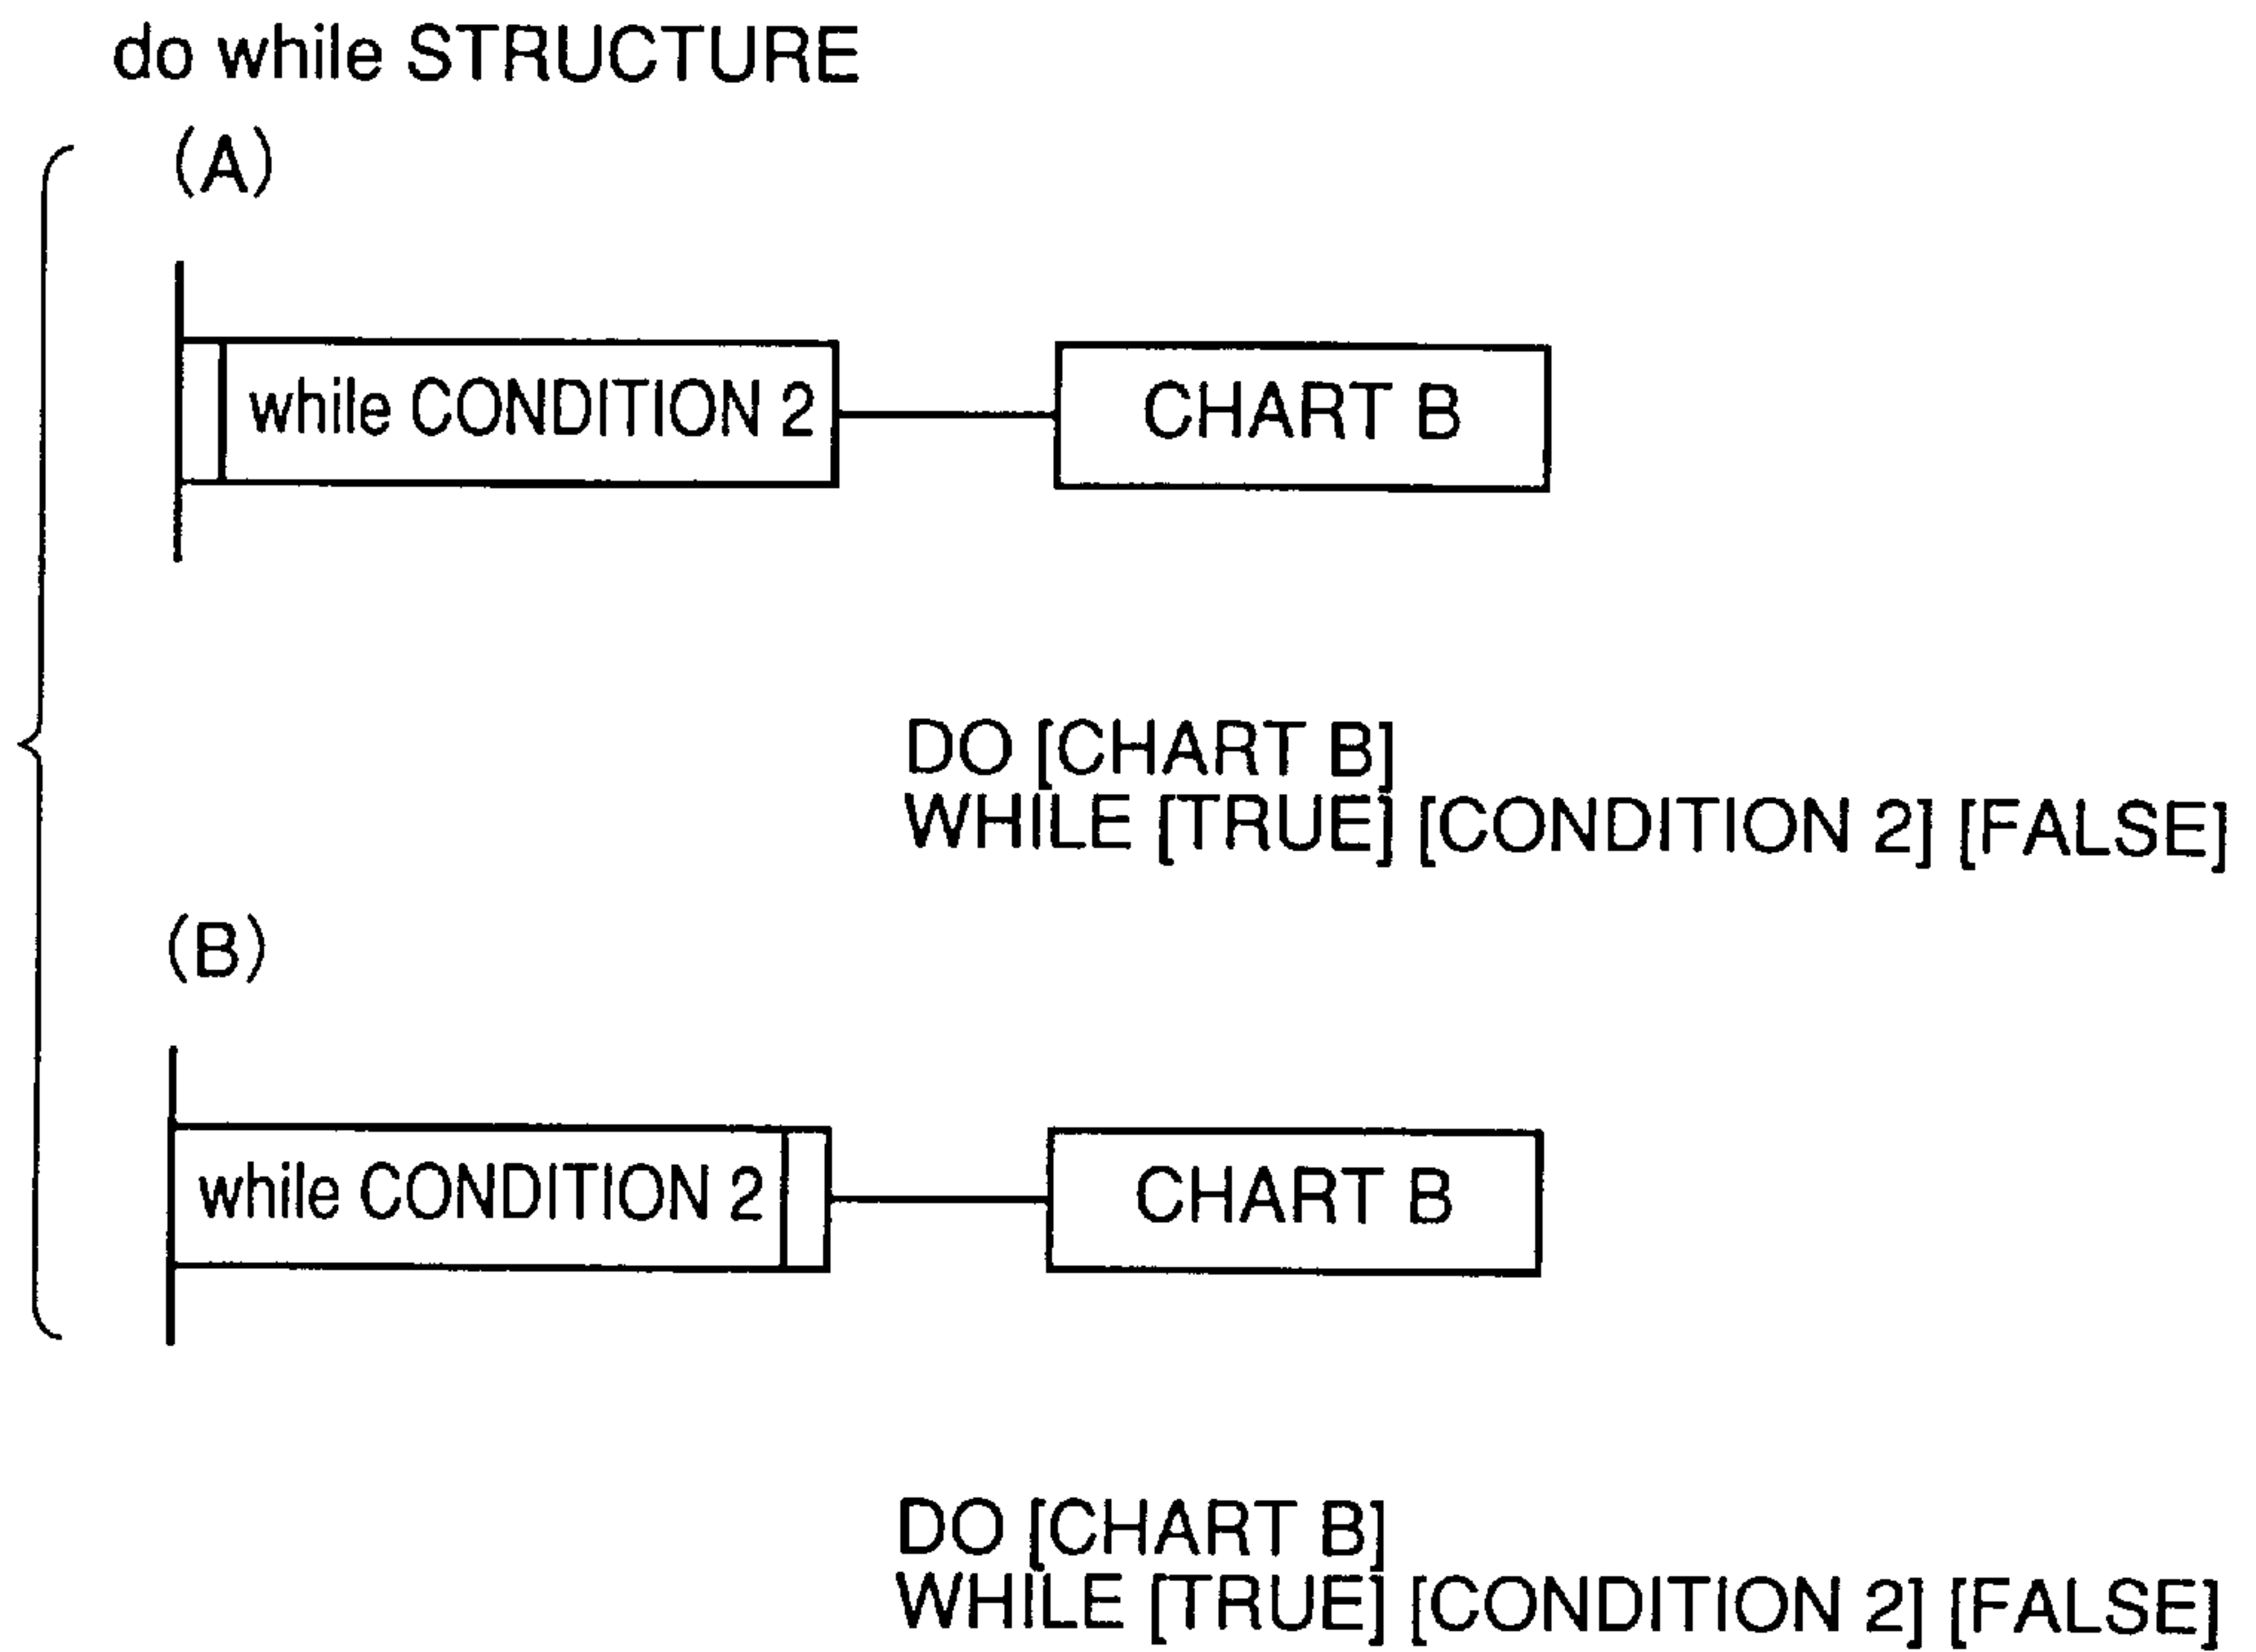 do while STRUCTURE
(A)
while CONDITION 2
CHART B
DO [CHART B]
WHILE [TRUE] [CONDITION 2] [FALSE]
(B)
while CONDITION 2
CHART B
DO [CHART B]
WHILE [TRUE] [CONDITION 2] [FALSE]